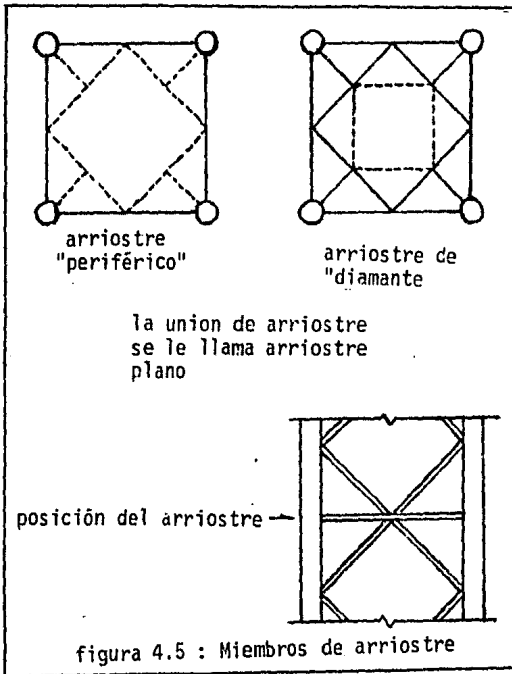 arriostre
"periférico"
arriostre de
"diamante
la union de arriostre
se le llama arriostre
plano
posición del arriostre
figura 4.5 : Miembros de arriostre